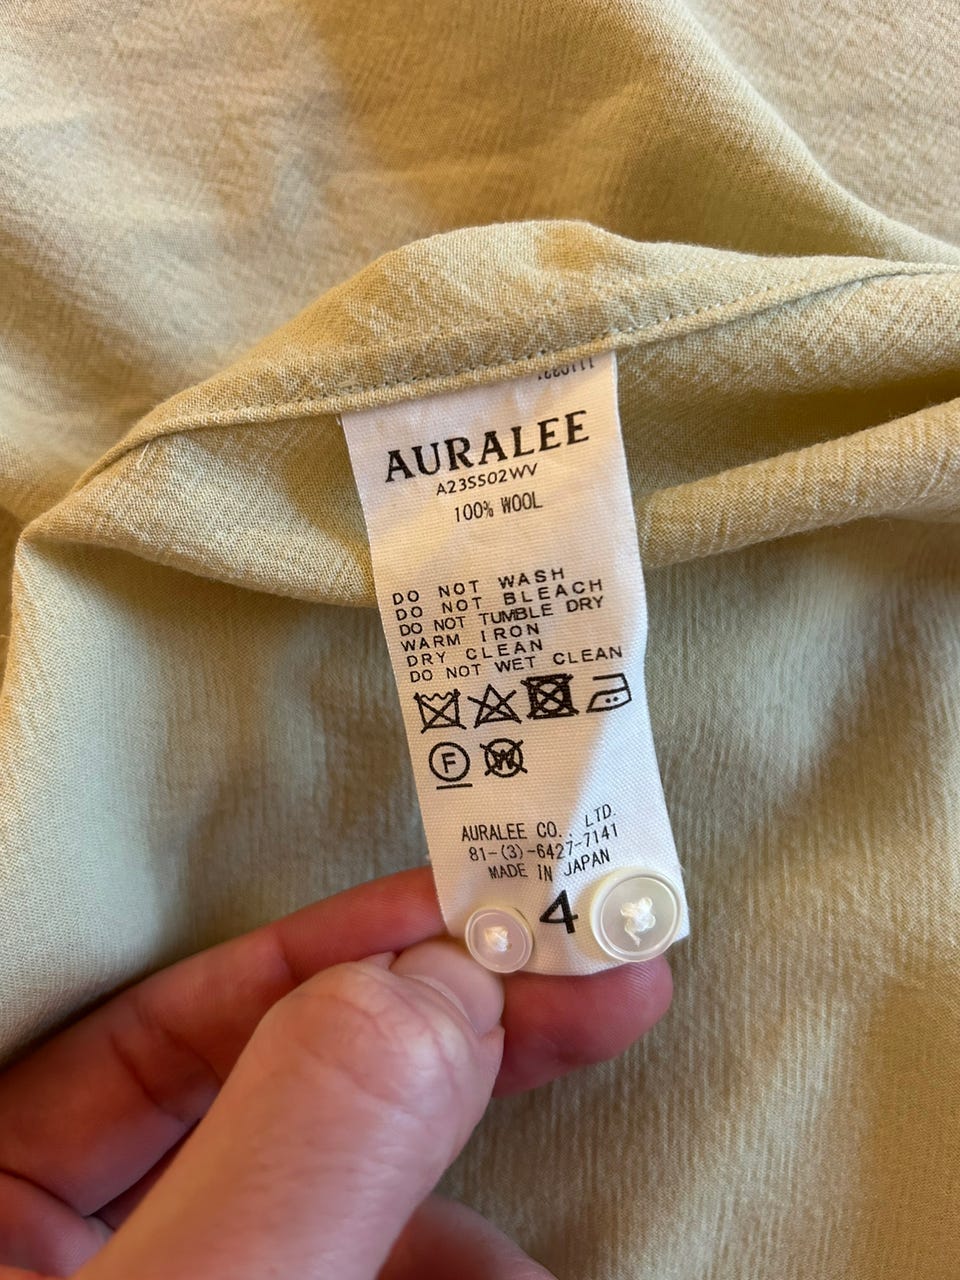 AURALEE
A23SS02WV
100% WOOL
DO NOT WASH
DO NOT BLEACH
DO NOT TUMBLE DRY
WARM IRON
DRY CLEAN
DO NOT WET CLEAN
F
W
AURALEE CO., LTD.
81-(3)-6427-7141
MADE IN JAPAN
4